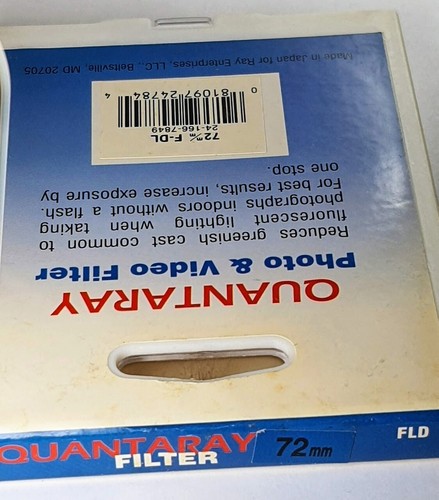 QUANTARAY
Photo & Video Filter
Reduces greenish cast common to
fluorescent lighting when taking
photographs indoors without a flash.
For best results, increase exposure by
one stop.
72m/m F-DL
24-166-7849
0 81097 24784 4
Made in Japan for Ray Enterprises, LLC., Beltsville, MD 20705
QUANTARAY
FILTER
72mm
FLD